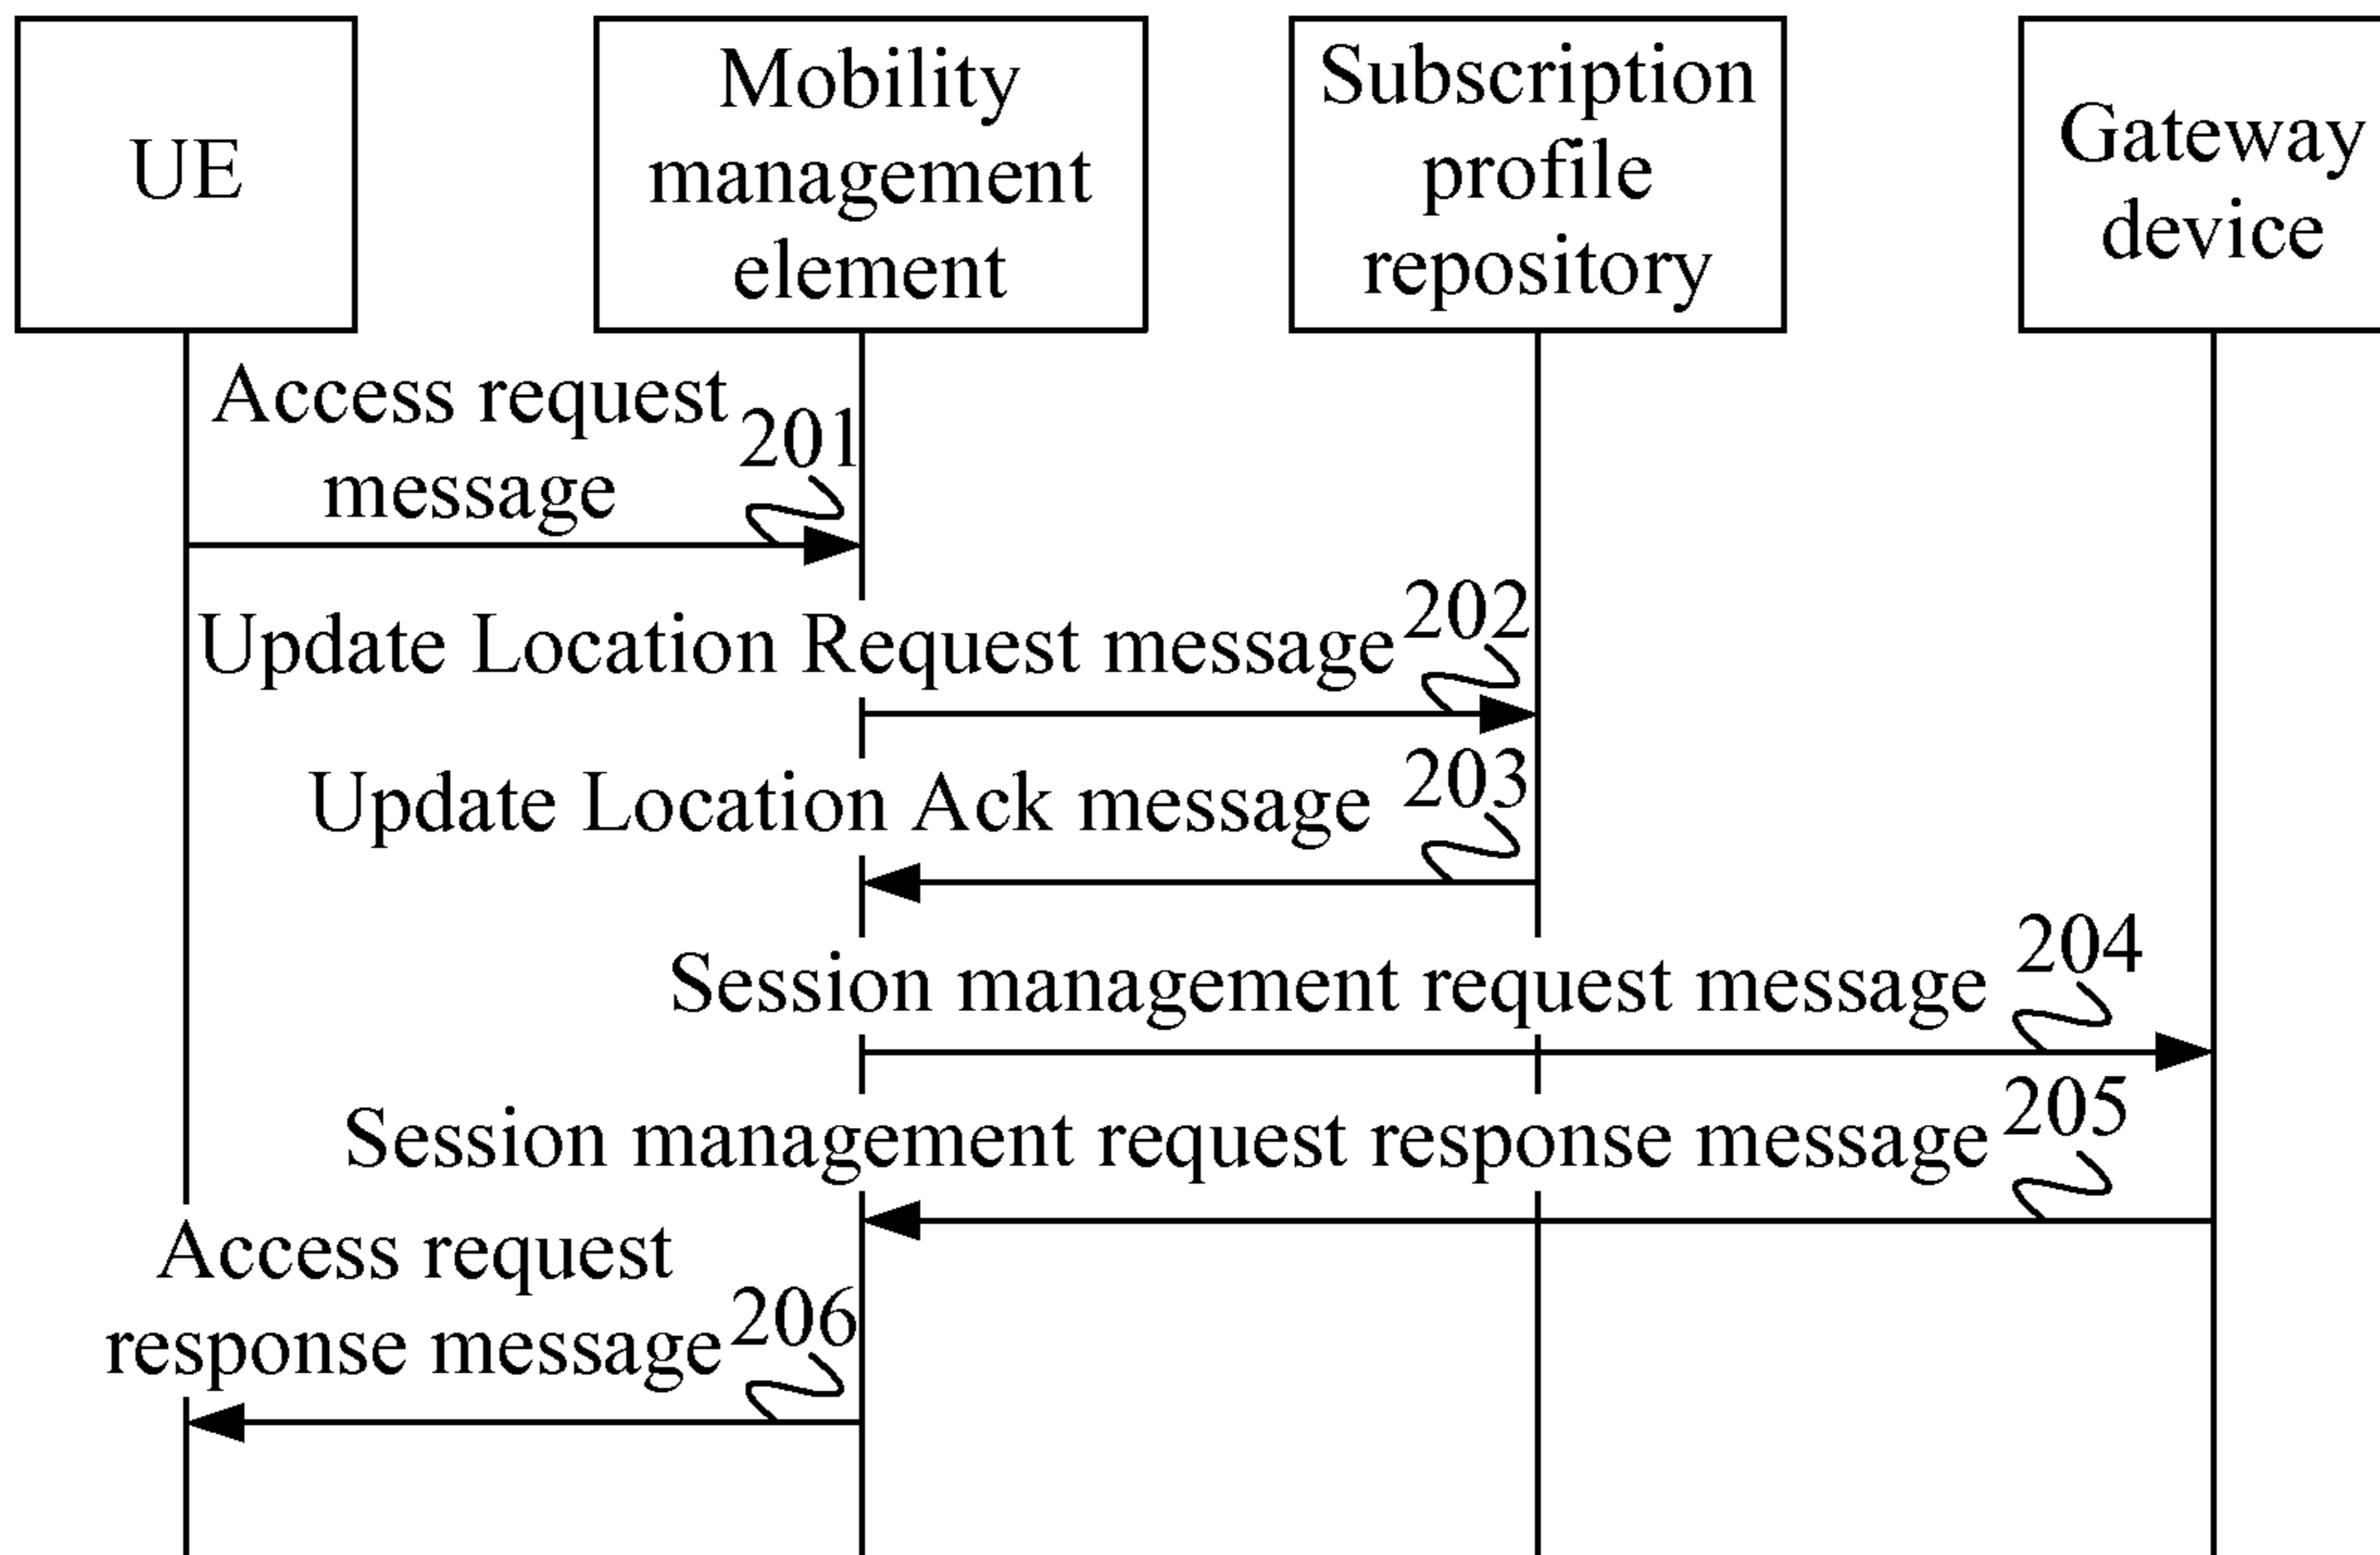 UE
Mobility
management
element
Subscription
profile
repository
Gateway
device
Access request
message
201
Update Location Request message
202
Update Location Ack message
203
Session management request message
204
Session management request response message
205
Access request
response message
206